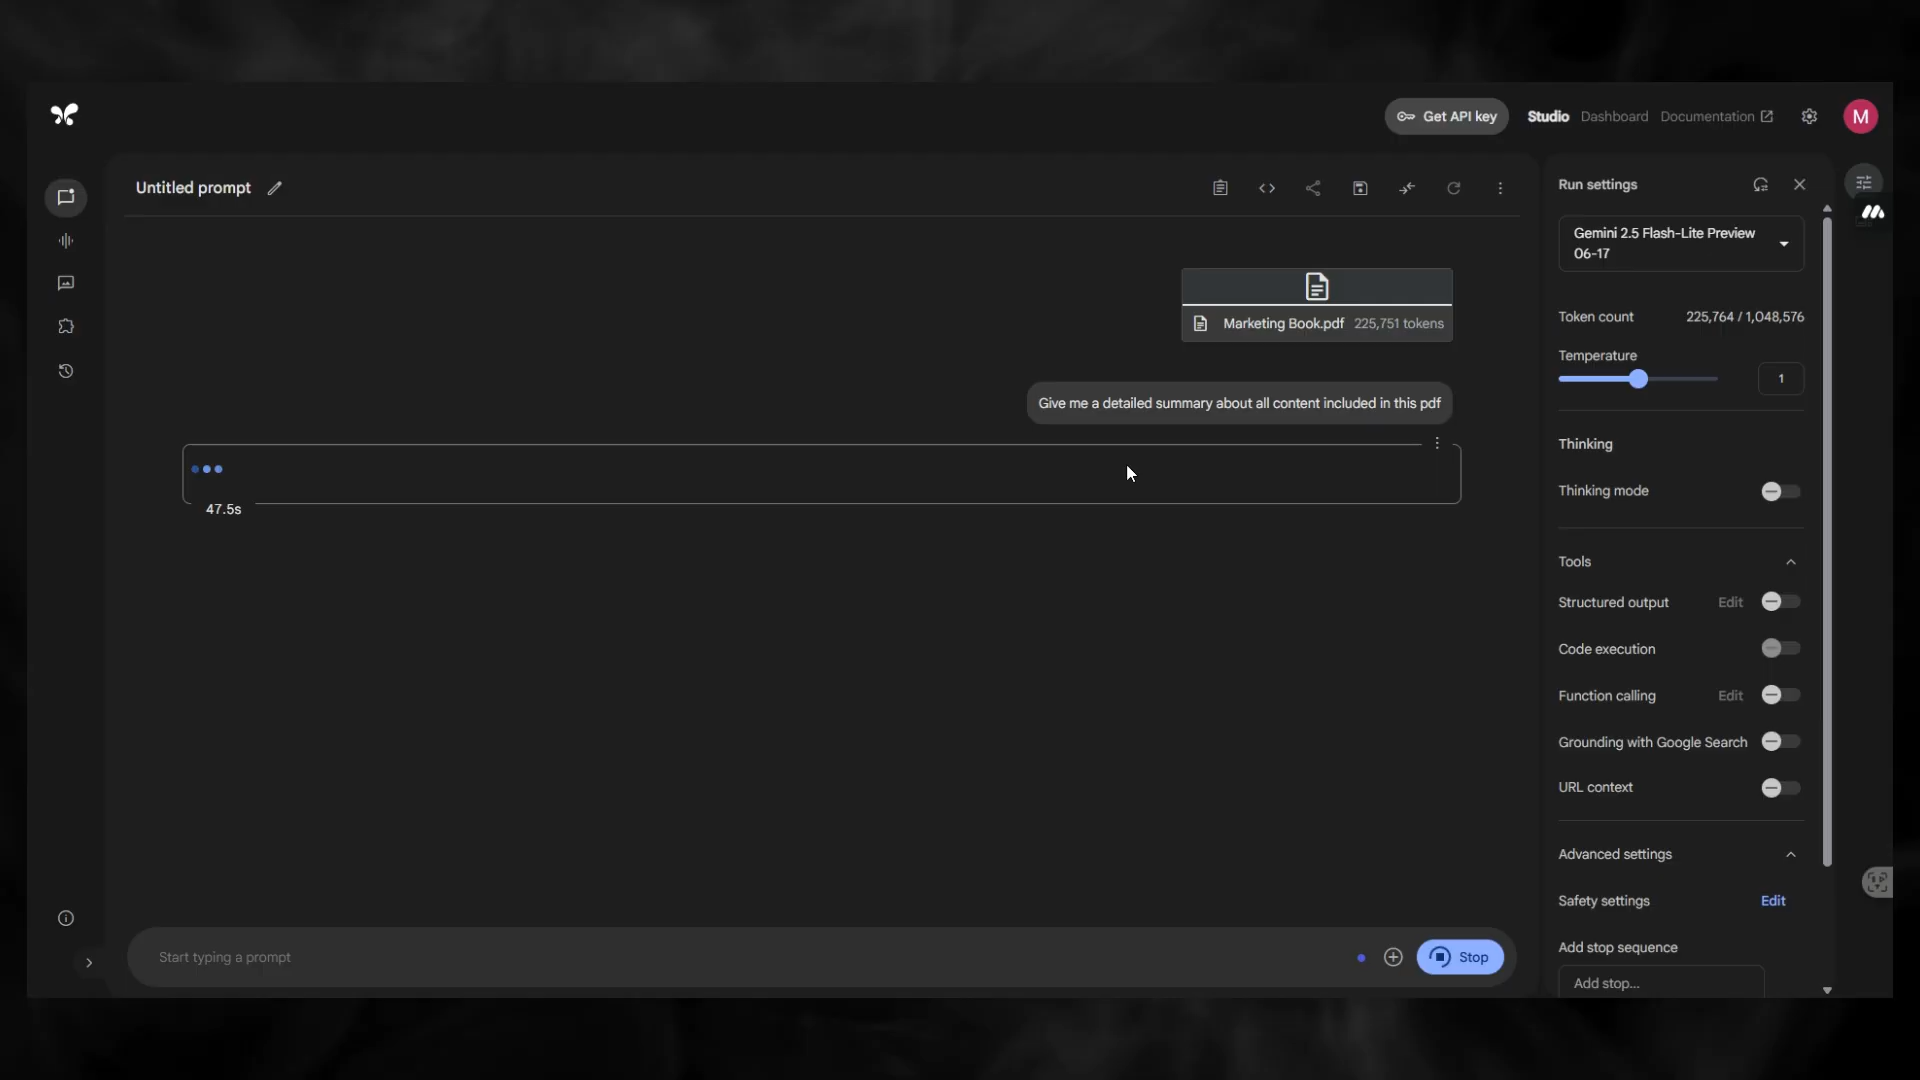 Get API key
Studio
Dashboard
Documentation
M
Untitled prompt
Run settings
Gemini 2.5 Flash-Lite Preview
06-17
Marketing Book.pdf 225,751 tokens
Token count 225,764 / 1,048,576
Temperature
1
Give me a detailed summary about all content included in this pdf
47.5s
Thinking
Thinking mode
Tools
Structured output Edit
Code execution
Function calling Edit
Grounding with Google Search
URL context
Advanced settings
Safety settings Edit
Add stop sequence
Add stop...
Start typing a prompt
Stop